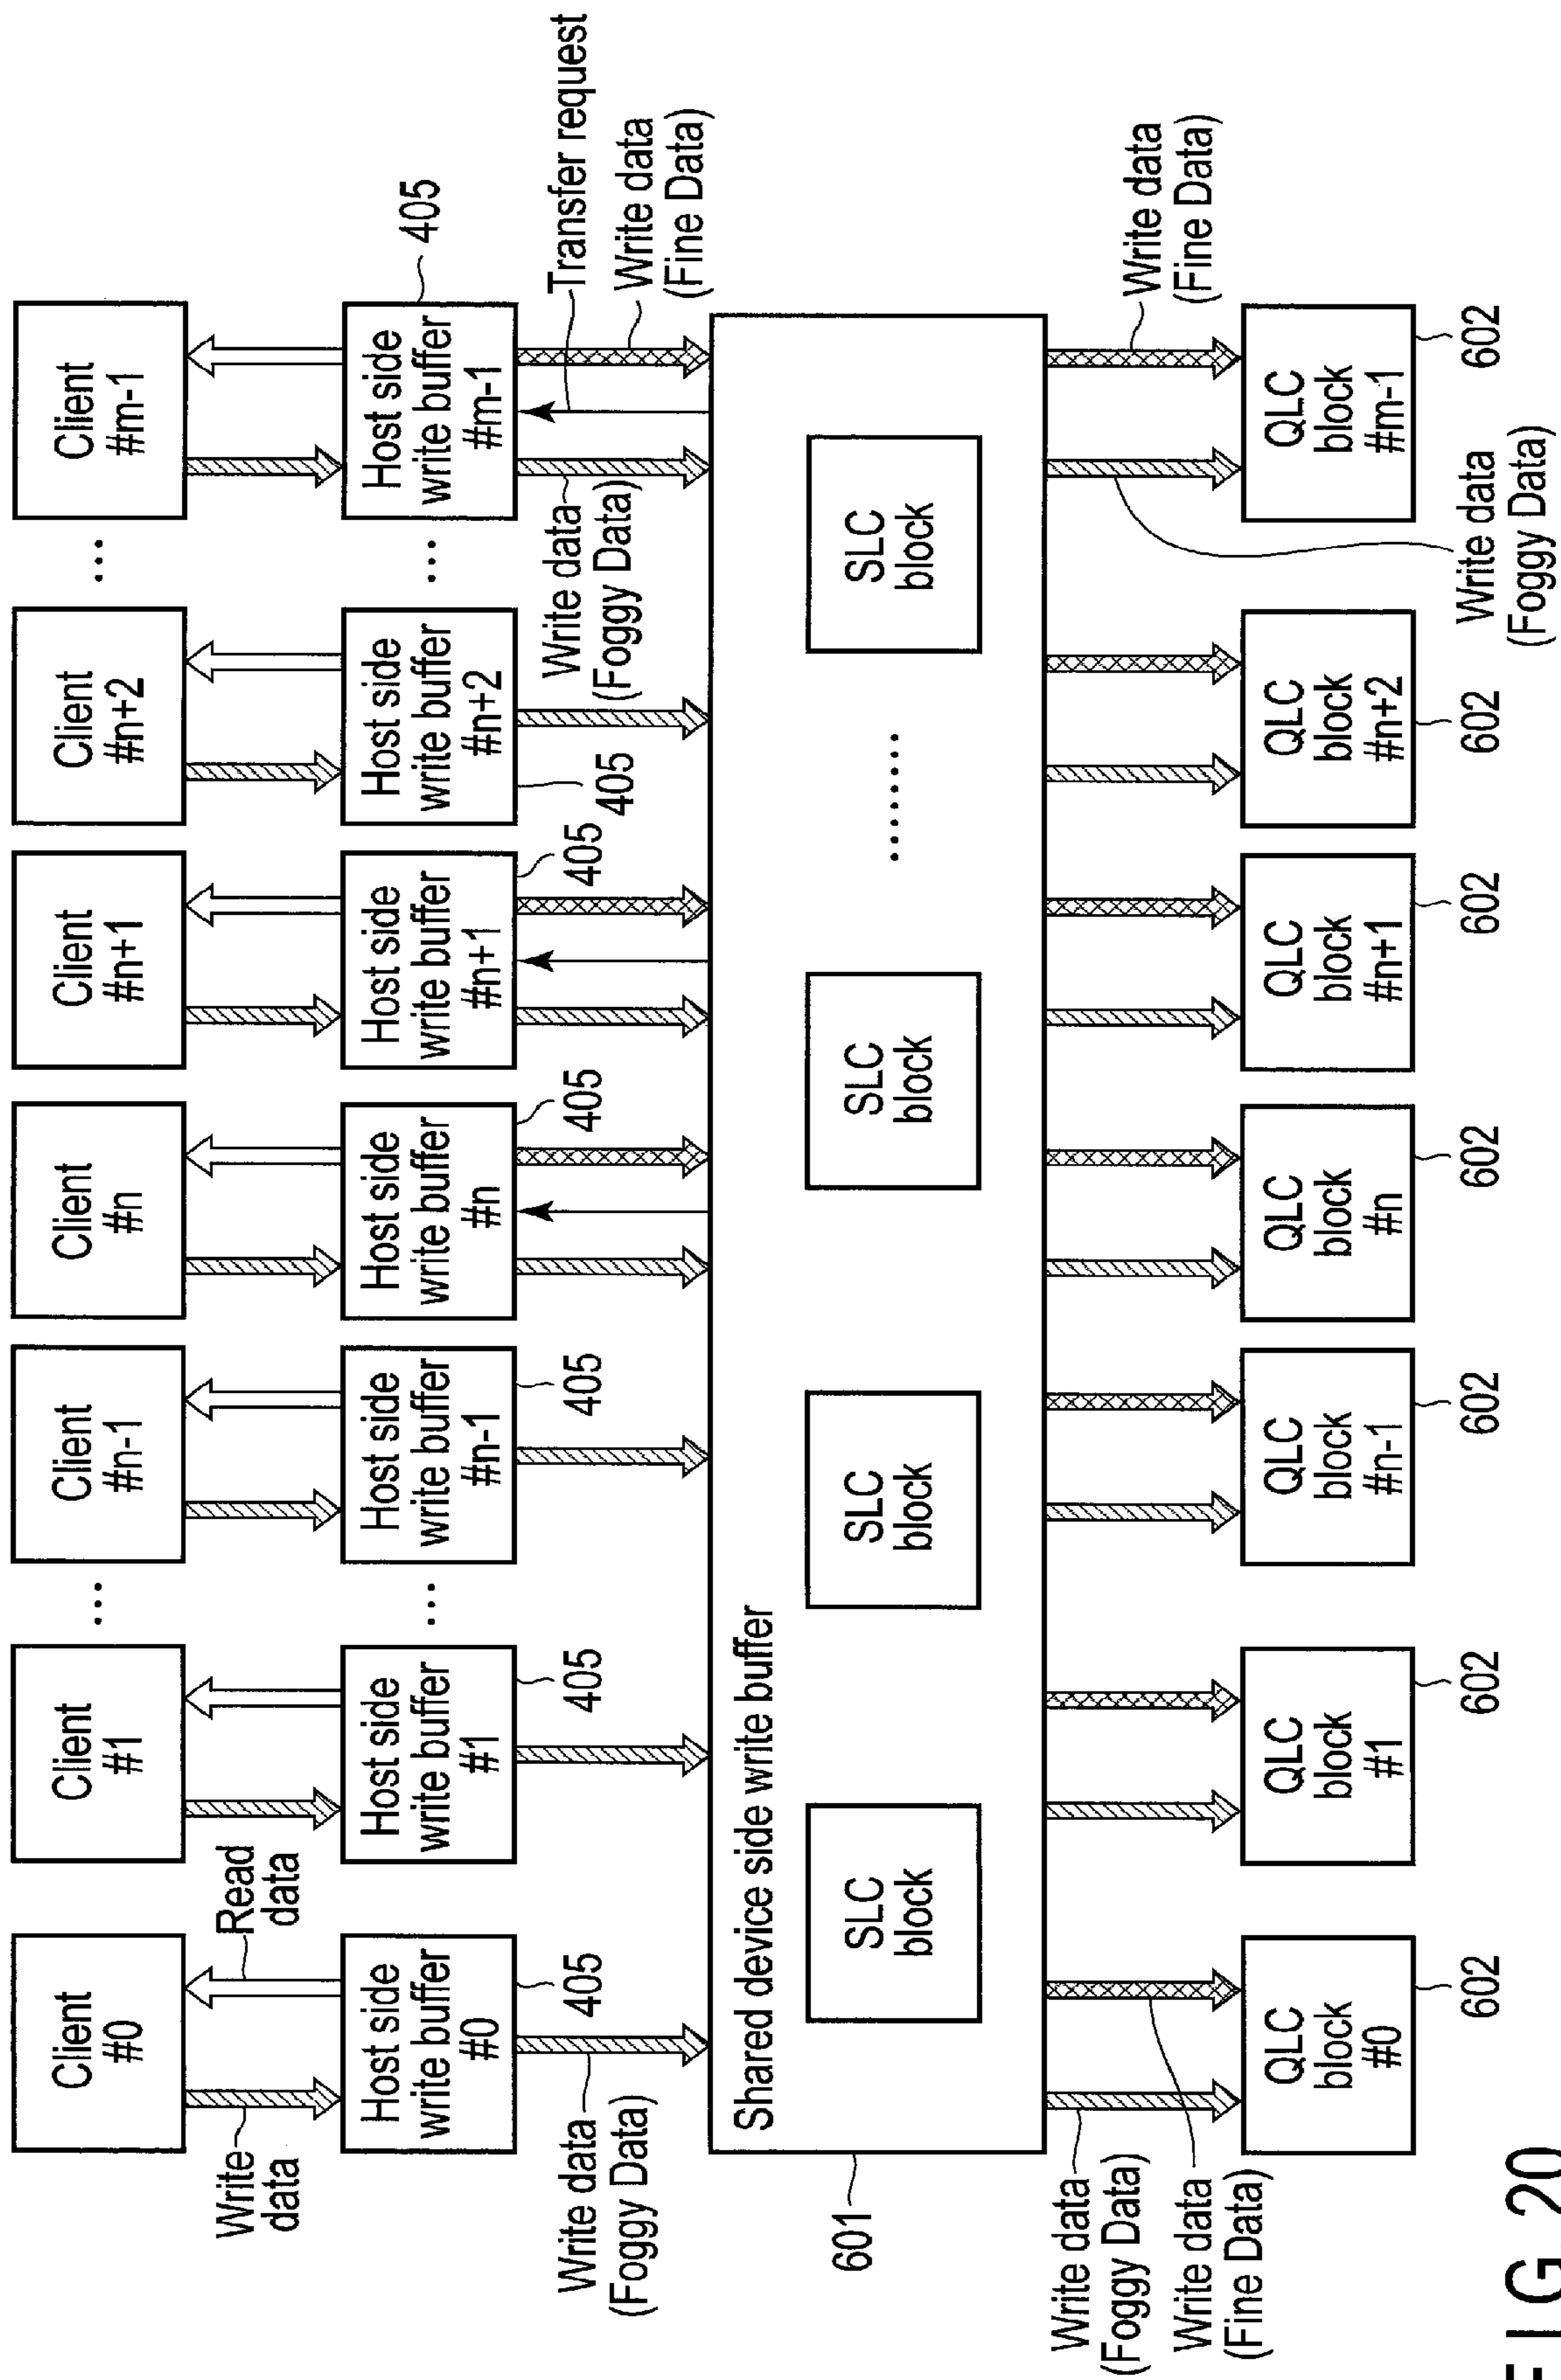 Client
#0
Client
#1
...
Client
#n-1
Client
#n
Client
#n+1
Client
#n+2
...
Client
#m-1
Write
data
Read
data
Host side
write buffer
#0
Host side
write buffer
#1
...
Host side
write buffer
#n-1
Host side
write buffer
#n
Host side
write buffer
#n+1
Host side
write buffer
#n+2
...
Host side
write buffer
#m-1
405
405
405
405
405
405
405
405
Write data
(Foggy Data)
Write data
(Foggy Data)
Transfer request
Write data
(Fine Data)
601
Shared device side write buffer
SLC
block
SLC
block
SLC
block
........
SLC
block
Write data
(Foggy Data)
Write data
(Fine Data)
Write data
(Fine Data)
Write data
(Foggy Data)
QLC
block
#0
QLC
block
#1
QLC
block
#n-1
QLC
block
#n
QLC
block
#n+1
QLC
block
#n+2
QLC
block
#m-1
602
602
602
602
602
602
602
FIG. 20